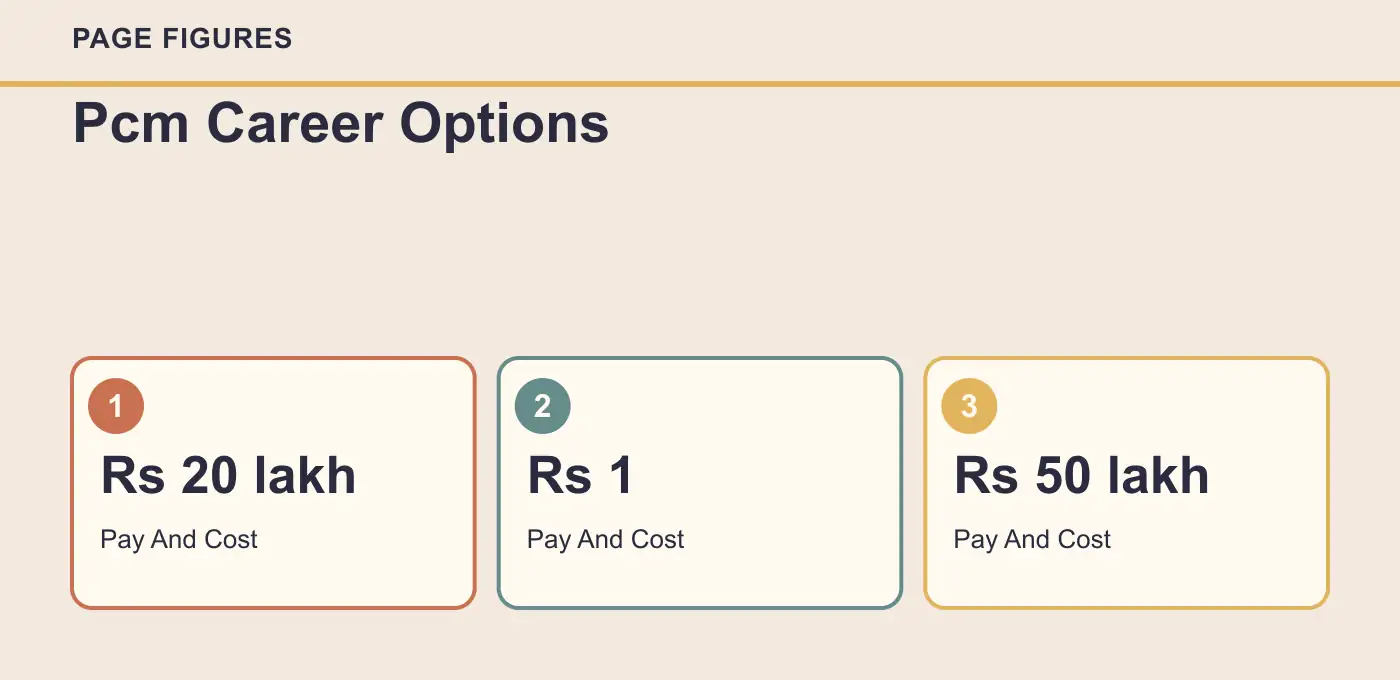 PAGE FIGURES
Pcm Career Options
1
Rs 20 lakh
Pay And Cost
2
Rs 1
Pay And Cost
3
Rs 50 lakh
Pay And Cost